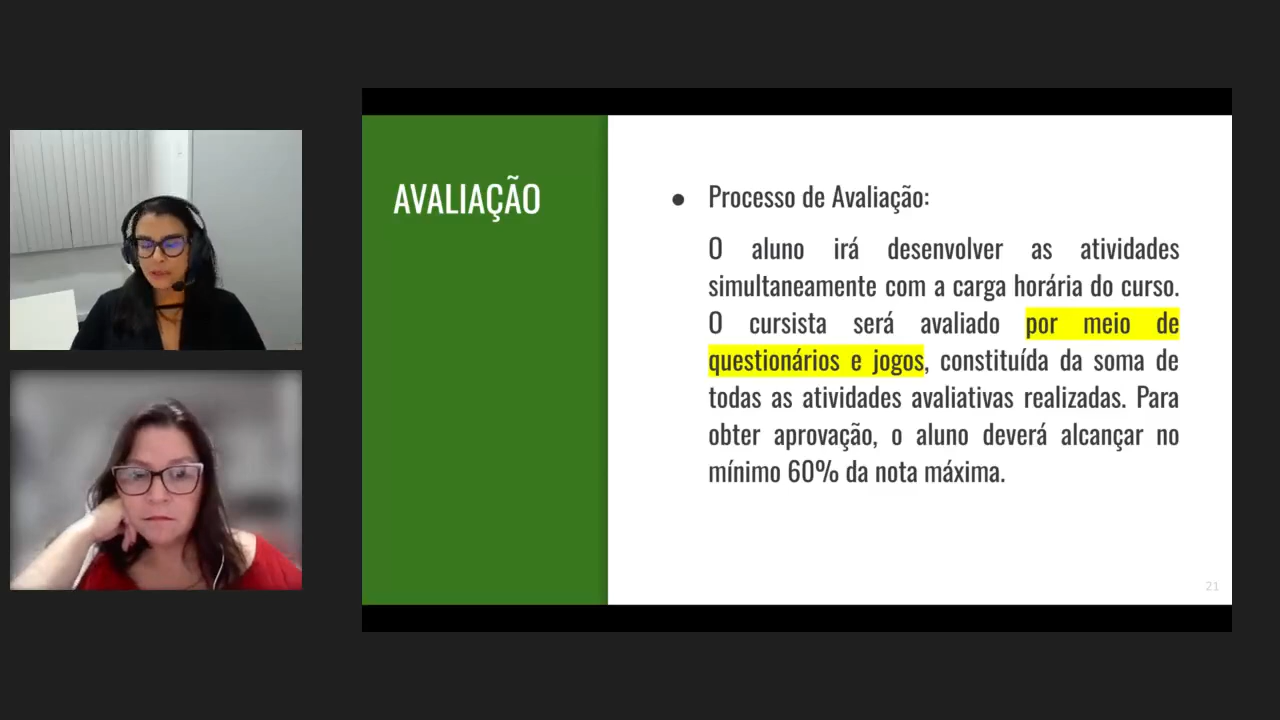 AVALIAÇÃO
● Processo de Avaliação:
O aluno irá desenvolver as atividades
simultaneamente com a carga horária do curso.
O cursista será avaliado por meio de
questionários e jogos, constituída da soma de
todas as atividades avaliativas realizadas. Para
obter aprovação, o aluno deverá alcançar no
mínimo 60% da nota máxima.
21